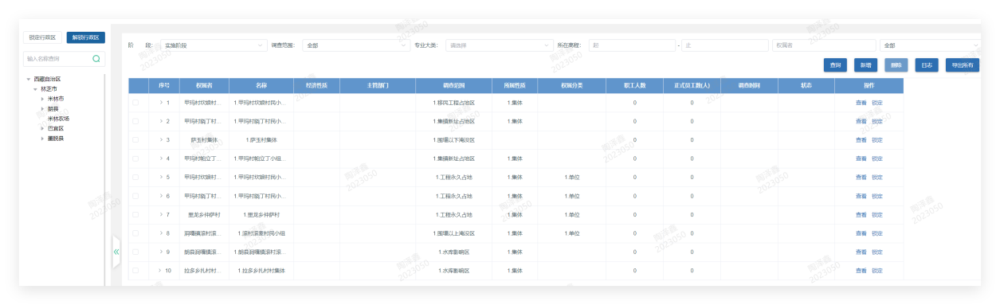 锁定行政区 解锁行政区
输入名称查询
西藏自治区
林芝市
米林市
朗县
米林农场
巴宜区
墨脱县
阶 段: 实施阶段 调查范围: 全部 专业大类: 请选择 所在高程: 起 - 止 权属者 全部
查询 新增 删除 日志 导出所有
序号 权属者 名称 经济性质 主管部门 调查范围 所属性质 权属分类 职工人数 正式员工数(人) 调查时间 状态 操作
1 甲玛村坎娘村... 1.甲玛村坎娘村民小... 1.移民工程占地区 1.集体 0 0 查看 锁定
2 甲玛村晓丁村... 1.甲玛村晓丁村民小... 1.集镇新址占地区 1.集体 0 0 查看 锁定
3 萨玉村集体 1.萨玉村集体 1.围堰以下淹没区 0 0 查看 锁定
4 甲玛村帕立丁... 1.甲玛村帕立丁小组... 1.集镇新址占地区 1.集体 0 0 查看 锁定
5 甲玛村坎娘村... 1.甲玛村坎娘村民小... 1.工程永久占地 1.集体 1.单位 0 0 查看 锁定
6 甲玛村晓丁村... 1.甲玛村晓丁村民小... 1.工程永久占地 1.集体 1.单位 0 0 查看 锁定
7 里龙乡仲萨村 1.里龙乡仲萨村 1.工程永久占地 1.集体 1.单位 0 0 查看 锁定
8 洞嘎镇滚村滚... 1.滚村滚麦村民小组 1.围堰以上淹没区 1.集体 1.单位 0 0 查看 锁定
9 朗县洞嘎镇滚... 1.朗县洞嘎镇滚村滚... 1.水库影响区 1.集体 0 0 查看 锁定
10 拉多乡扎村村... 1.拉多乡扎村村集体 1.水库影响区 1.集体 0 0 查看 锁定